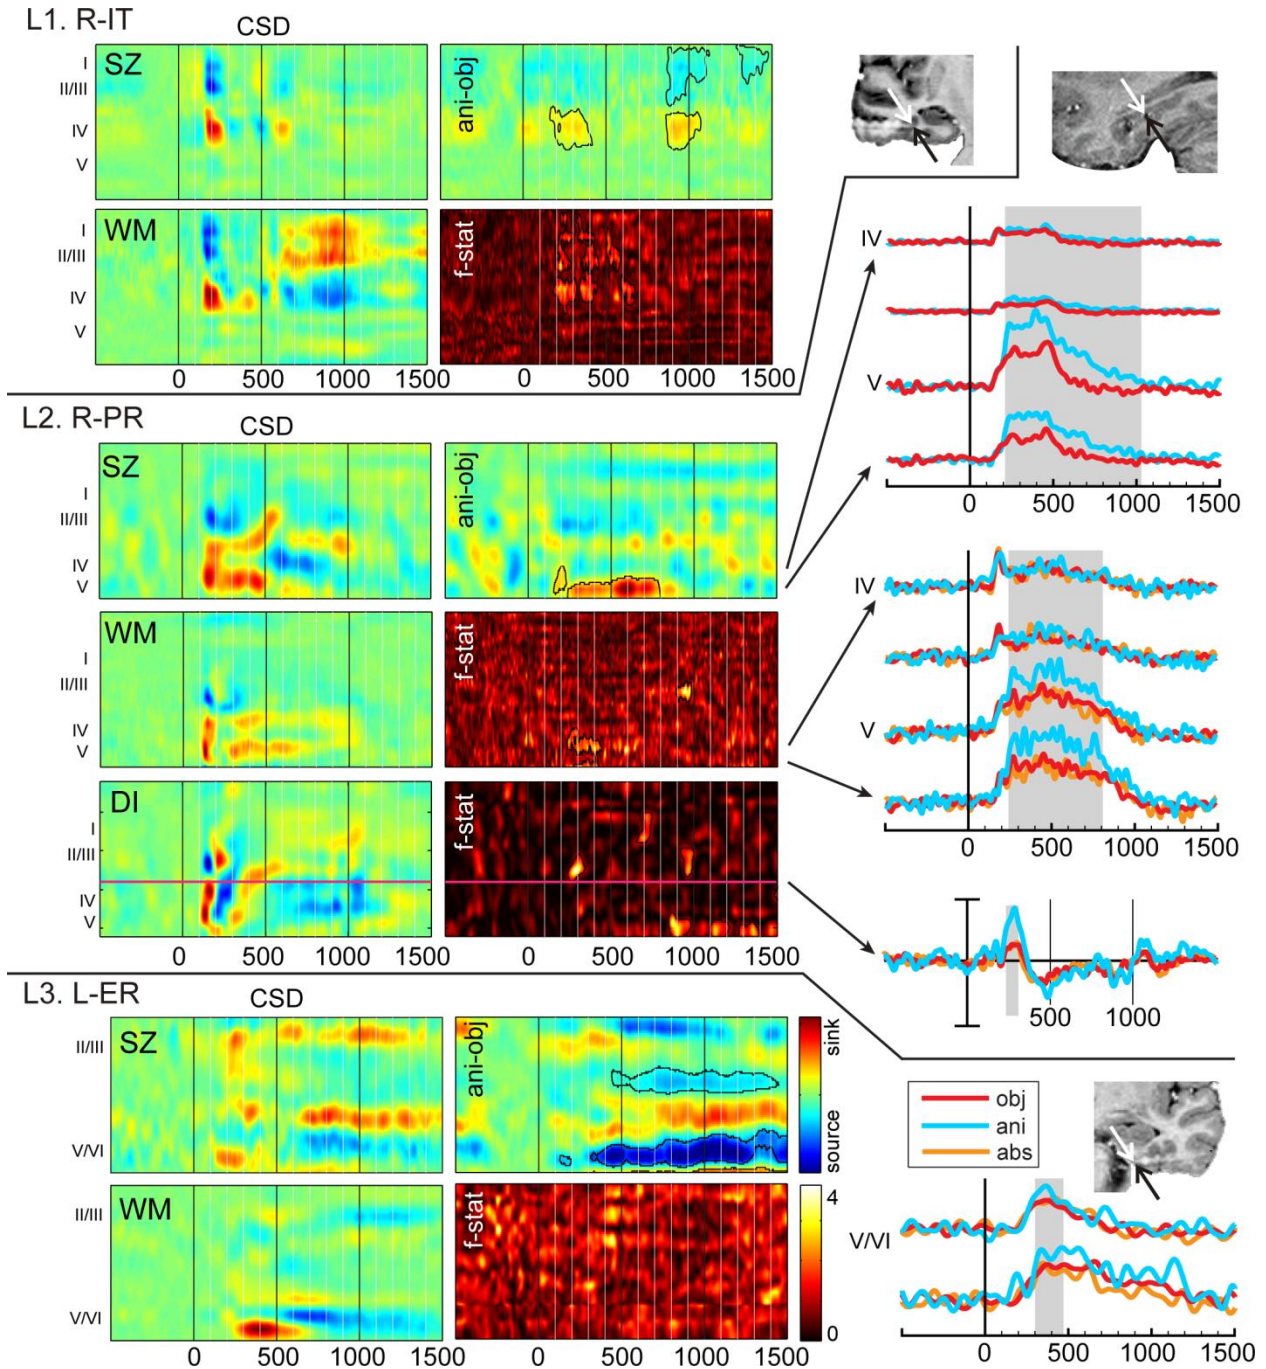 L1. R-IT
CSD
SZ
I
II/III
IV
V
ani-obj
WM
I
II/III
IV
V
f-stat
0 500 1000 1500
0 500 1000 1500
IV
V
0 500 1000 1500
L2. R-PR
CSD
SZ
I
II/III
IV
V
ani-obj
WM
I
II/III
IV
V
f-stat
DI
I
II/III
IV
V
f-stat
0 500 1000 1500
0 500 1000 1500
IV
V
0 500 1000 1500
500 1000
L3. L-ER
CSD
SZ
II/III
V/VI
ani-obj
sink
source
WM
II/III
V/VI
f-stat
4
0
0 500 1000 1500
0 500 1000 1500
obj
ani
abs
V/VI
0 500 1000 1500